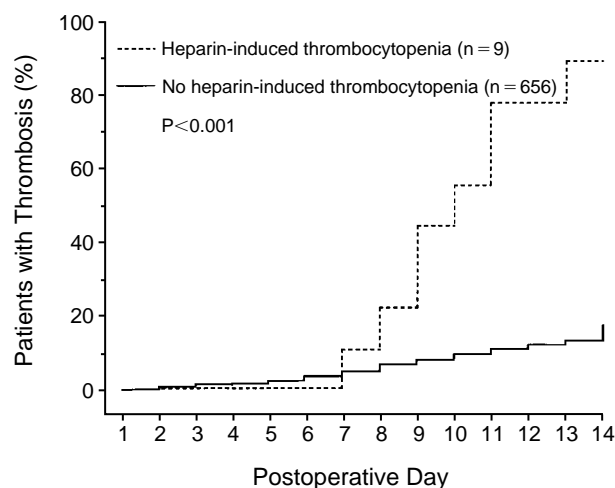 100
80
60
40
20
0
Patients with Thrombosis (%)
Heparin-induced thrombocytopenia (n = 9)
No heparin-induced thrombocytopenia (n = 656)
P<0.001
1 2 3 4 5 6 7 8 9 10 11 12 13 14
Postoperative Day